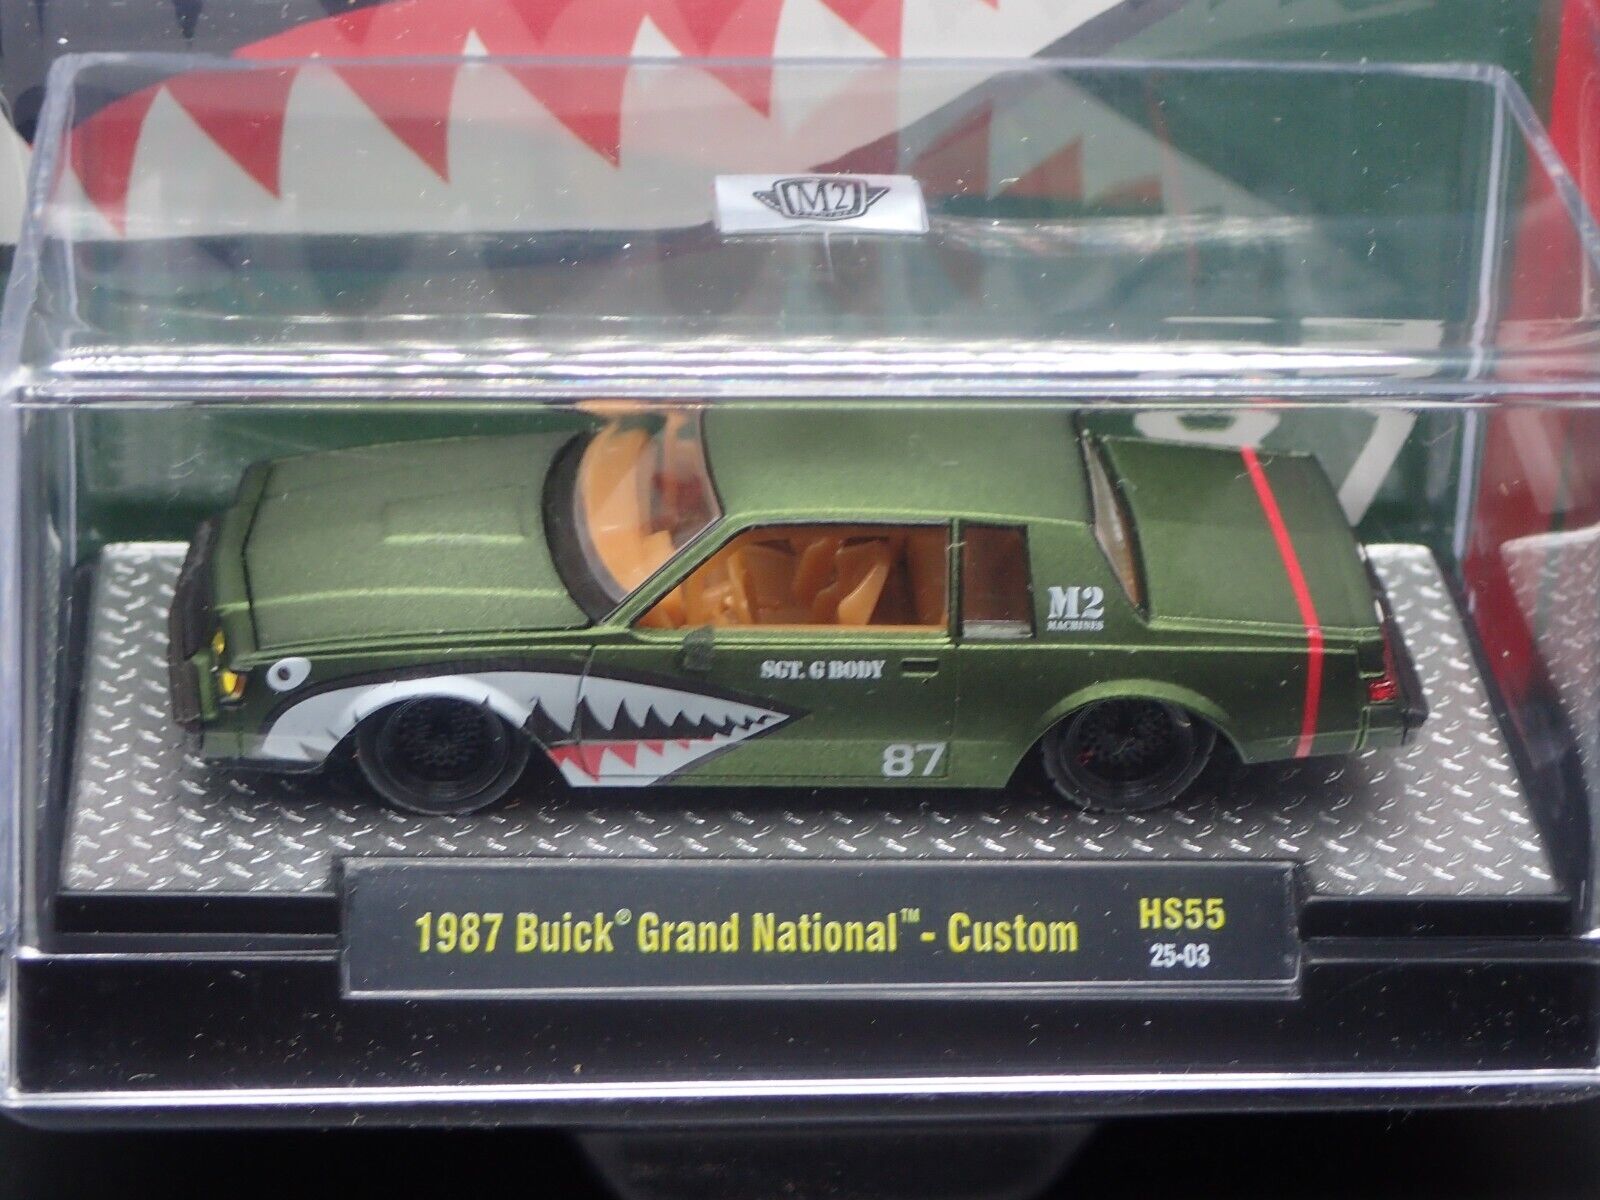 M2
M2
MACHINES
SGT. G BODY
87
1987 Buick® Grand National™ - Custom
HS55
25-03